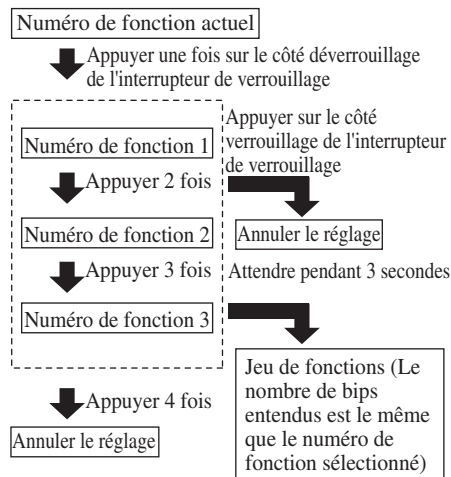 Numéro de fonction actuel
Appuyer une fois sur le côté déverrouillage
de l'interrupteur de verrouillage
Appuyer sur le côté
verrouillage de l'interrupteur
de verrouillage
Numéro de fonction 1
Appuyer 2 fois
Numéro de fonction 2
Annuler le réglage
Appuyer 3 fois
Attendre pendant 3 secondes
Numéro de fonction 3
Jeu de fonctions (Le
nombre de bips
entendus est le même
que le numéro de
fonction sélectionné)
Appuyer 4 fois
Annuler le réglage